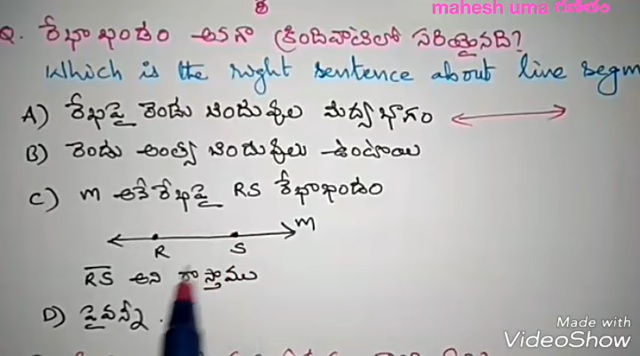 mahesh uma గణితం
Q. రేఖా ఖండం అనగా క్రిందివాటిలో సరియైనది?
Which is the right sentence about line segm
A) రేఖపై రెండు బిందువుల మధ్య భాగం
B) రెండు అంత్య బిందువులు ఉంటాయి
C) m అనే రేఖపై RS రేఖాఖండం
m
R S
RS అని రాస్తాము
D) పైవన్నీ.
Made with
VideoShow